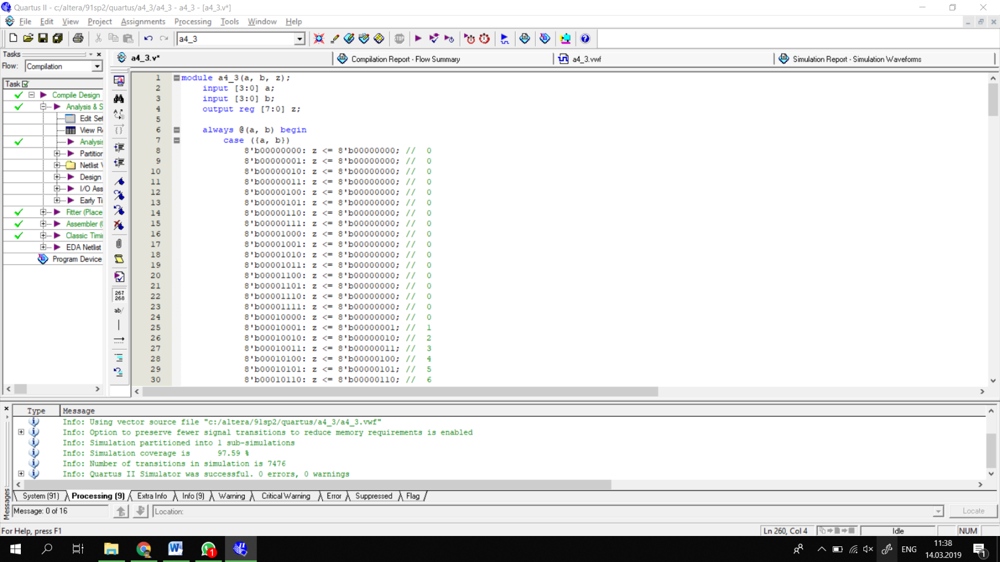 Quartus II - c:/altera/91sp2/quartus/a4_3/a4_3 - a4_3 - [a4_3.v*]
File Edit View Project Assignments Processing Tools Window Help
a4_3
Tasks
Flow: Compilation
Task
Compile Design
Analysis & S
Edit Set
View Re
Analysis
Partition
Netlist V
Design
I/O Ass
Early Ti
Fitter (Place
Assembler (
Classic Timi
EDA Netlist
Program Device
a4_3.v*
Compilation Report - Flow Summary
a4_3.vwf
Simulation Report - Simulation Waveforms
267
268
ab/
1 module a4_3(a, b, z);
2 input [3:0] a;
3 input [3:0] b;
4 output reg [7:0] z;
5
6 always @(a, b) begin
7 case ({a, b})
8 8'b00000000: z <= 8'b00000000; // 0
9 8'b00000001: z <= 8'b00000000; // 0
10 8'b00000010: z <= 8'b00000000; // 0
11 8'b00000011: z <= 8'b00000000; // 0
12 8'b00000100: z <= 8'b00000000; // 0
13 8'b00000101: z <= 8'b00000000; // 0
14 8'b00000110: z <= 8'b00000000; // 0
15 8'b00000111: z <= 8'b00000000; // 0
16 8'b00001000: z <= 8'b00000000; // 0
17 8'b00001001: z <= 8'b00000000; // 0
18 8'b00001010: z <= 8'b00000000; // 0
19 8'b00001011: z <= 8'b00000000; // 0
20 8'b00001100: z <= 8'b00000000; // 0
21 8'b00001101: z <= 8'b00000000; // 0
22 8'b00001110: z <= 8'b00000000; // 0
23 8'b00001111: z <= 8'b00000000; // 0
24 8'b00010000: z <= 8'b00000000; // 0
25 8'b00010001: z <= 8'b00000001; // 1
26 8'b00010010: z <= 8'b00000010; // 2
27 8'b00010011: z <= 8'b00000011; // 3
28 8'b00010100: z <= 8'b00000100; // 4
29 8'b00010101: z <= 8'b00000101; // 5
30 8'b00010110: z <= 8'b00000110; // 6
Type Message
Info: Using vector source file "c:/altera/91sp2/quartus/a4_3/a4_3.vwf"
Info: Option to preserve fewer signal transitions to reduce memory requirements is enabled
Info: Simulation partitioned into 1 sub-simulations
Info: Simulation coverage is 97.59 %
Info: Number of transitions in simulation is 7476
Info: Quartus II Simulator was successful. 0 errors, 0 warnings
System (91) Processing (9) Extra Info Info (9) Warning Critical Warning Error Suppressed Flag
Messages
Message: 0 of 16 Location: Locate
For Help, press F1 Ln 260, Col 4 Idle NUM
1
ENG
11:38
14.03.2019
1